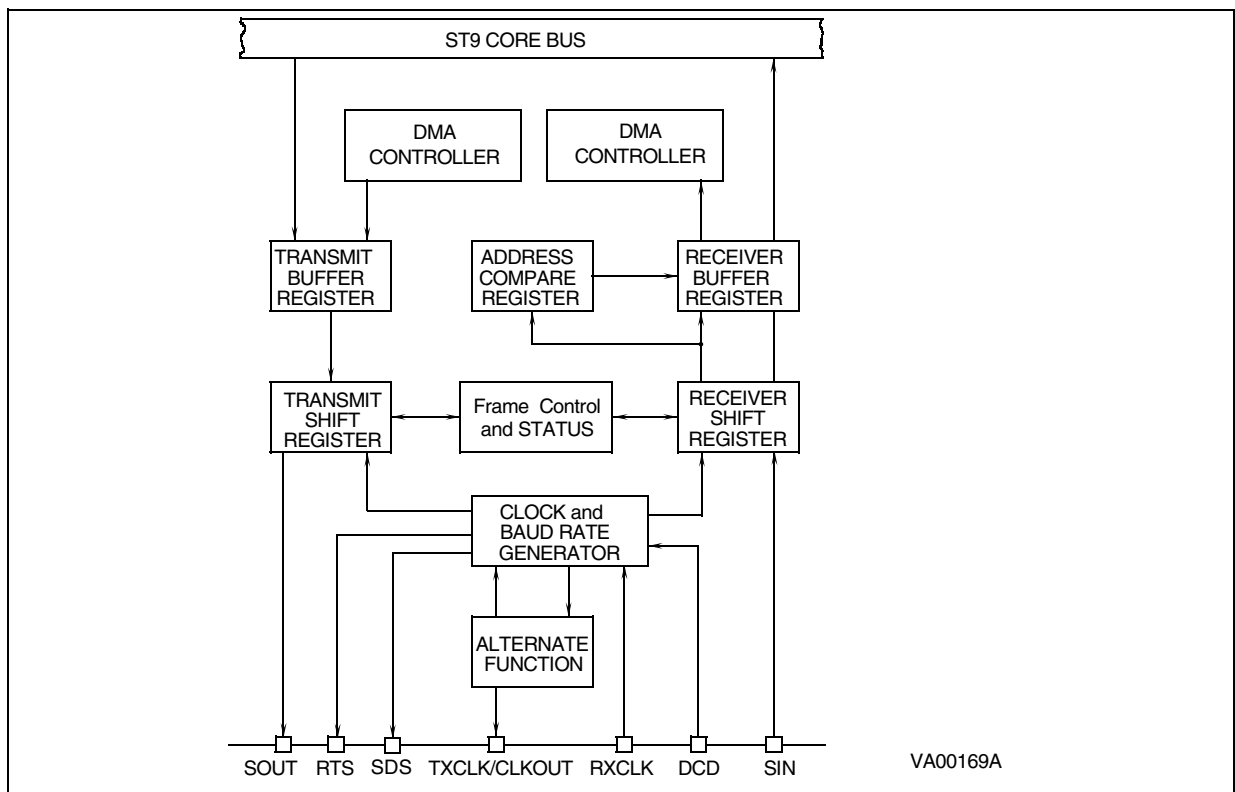 ST9 CORE BUS
DMA
CONTROLLER
DMA
CONTROLLER
TRANSMIT
BUFFER
REGISTER
ADDRESS
COMPARE
REGISTER
RECEIVER
BUFFER
REGISTER
TRANSMIT
SHIFT
REGISTER
Frame Control
and STATUS
RECEIVER
SHIFT
REGISTER
CLOCK and
BAUD RATE
GENERATOR
ALTERNATE
FUNCTION
SOUT RTS SDS TXCLK/CLKOUT RXCLK DCD SIN
VA00169A